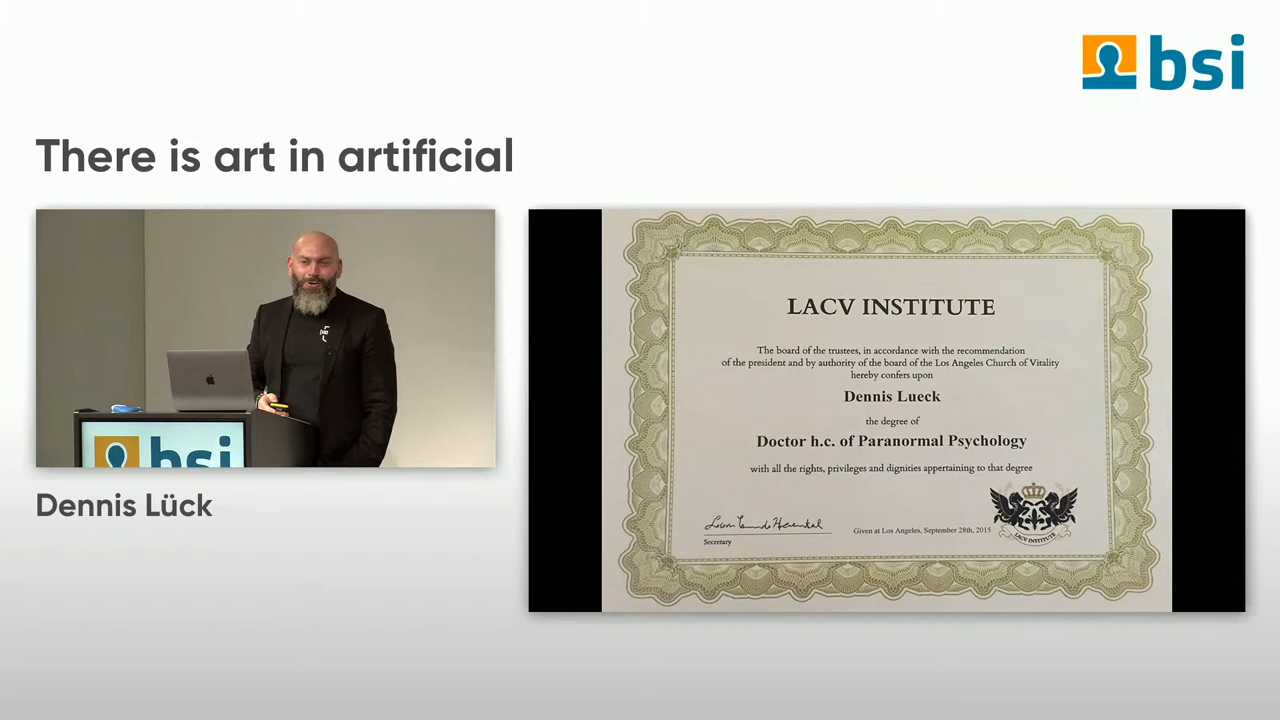 bsi
There is art in artificial
LACV INSTITUTE
The board of the trustees, in accordance with the recommendation
of the president and by authority of the board of the Los Angeles Church of Vitality
hereby confers upon
Dennis Lueck
the degree of
Doctor h.c. of Paranormal Psychology
with all the rights, privileges and dignities appertaining to that degree
Secretary
Given at Los Angeles, September 28th, 2015
LACV INSTITUTE
bsi
Dennis Lück